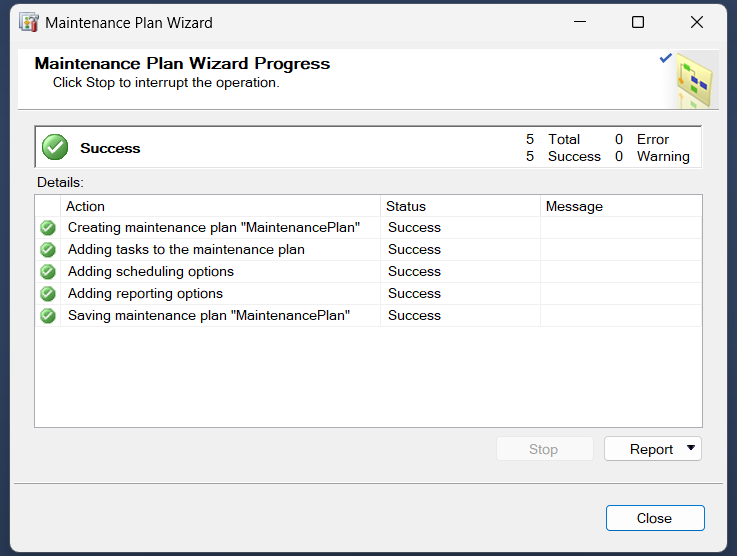 Maintenance Plan Wizard
Maintenance Plan Wizard Progress
Click Stop to interrupt the operation.
Success
5 Total 0 Error
5 Success 0 Warning
Details:
Action Status Message
Creating maintenance plan "MaintenancePlan" Success
Adding tasks to the maintenance plan Success
Adding scheduling options Success
Adding reporting options Success
Saving maintenance plan "MaintenancePlan" Success
Stop Report
Close